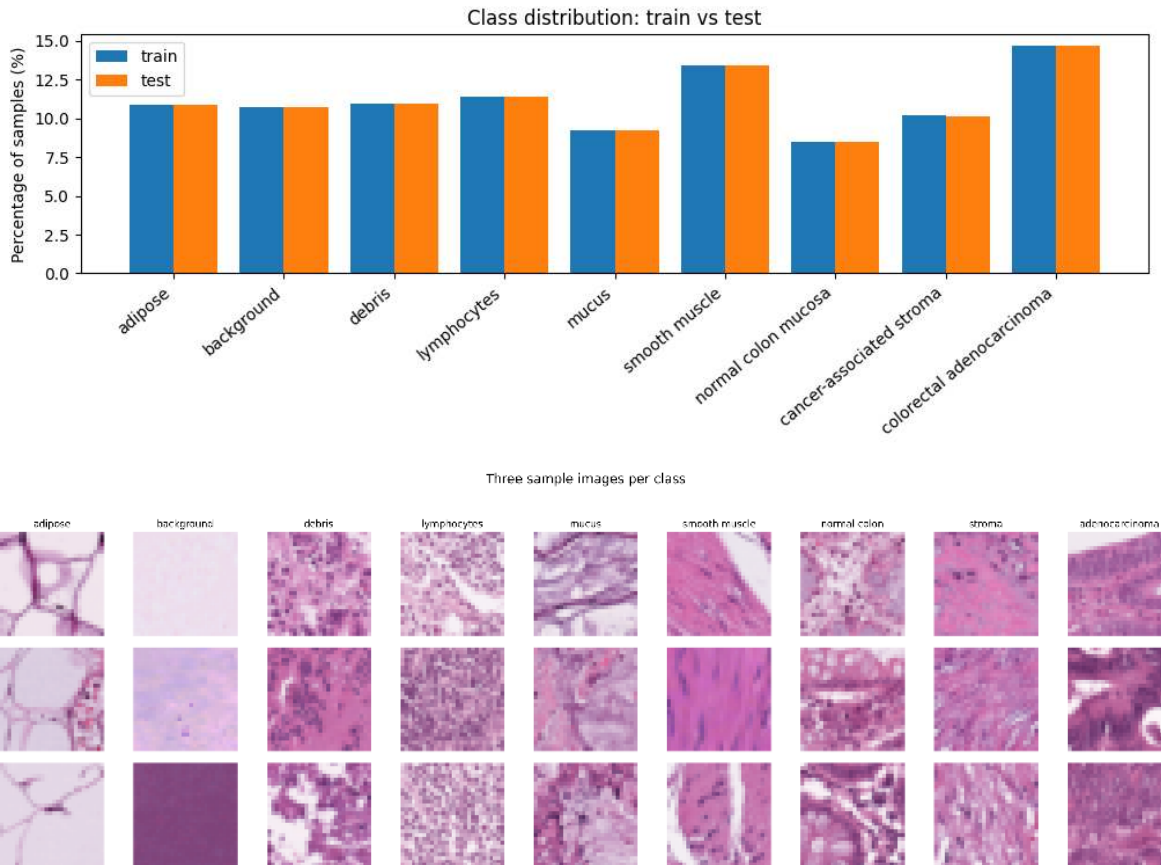 Class distribution: train vs test
Percentage of samples (%)
15.0
12.5
10.0
7.5
5.0
2.5
0.0
train
test
adipose
background
debris
lymphocytes
mucus
smooth muscle
normal colon mucosa
cancer-associated stroma
colorectal adenocarcinoma
Three sample images per class
adipose background debris lymphocytes mucus smooth muscle normal colon stroma adenocarcinoma